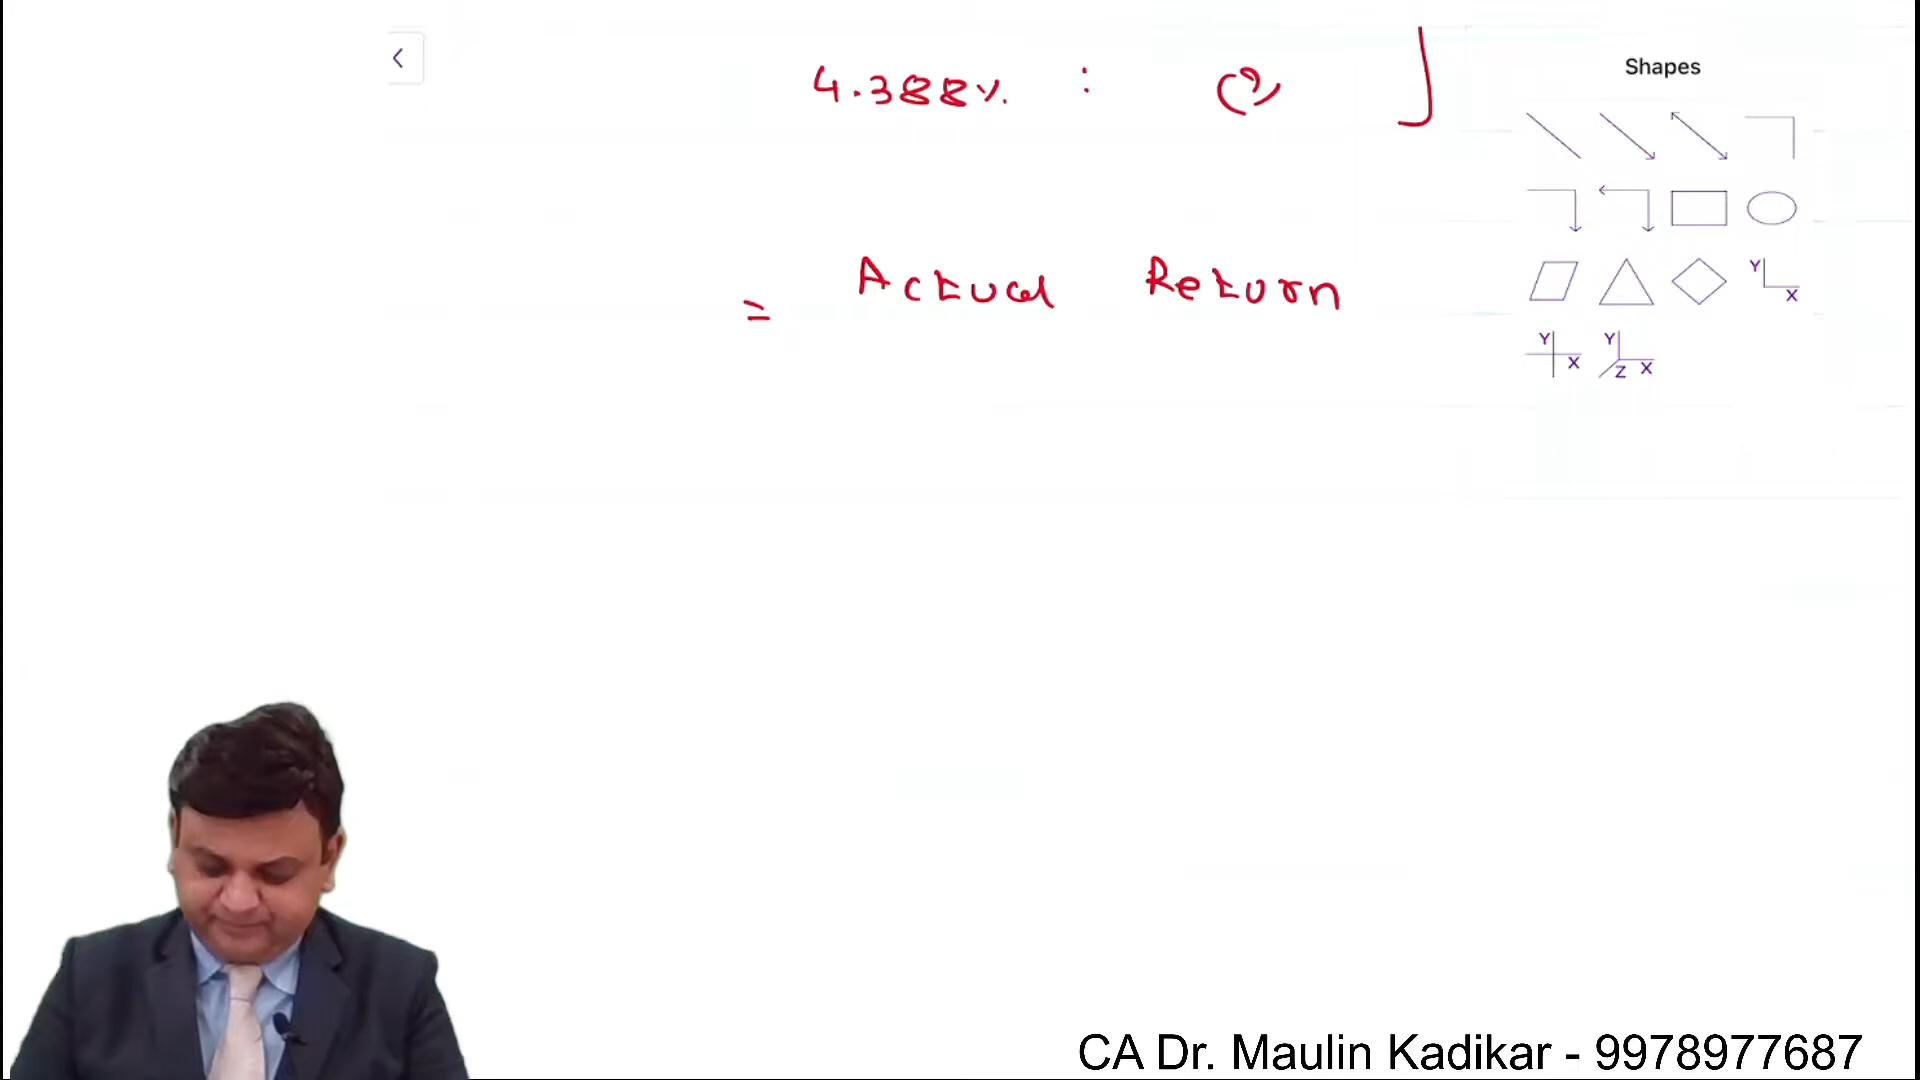 4.388% : (?) ]
Shapes
= Actual Return
Y
X
Y
X
Y
Z X
CA Dr. Maulin Kadikar - 9978977687